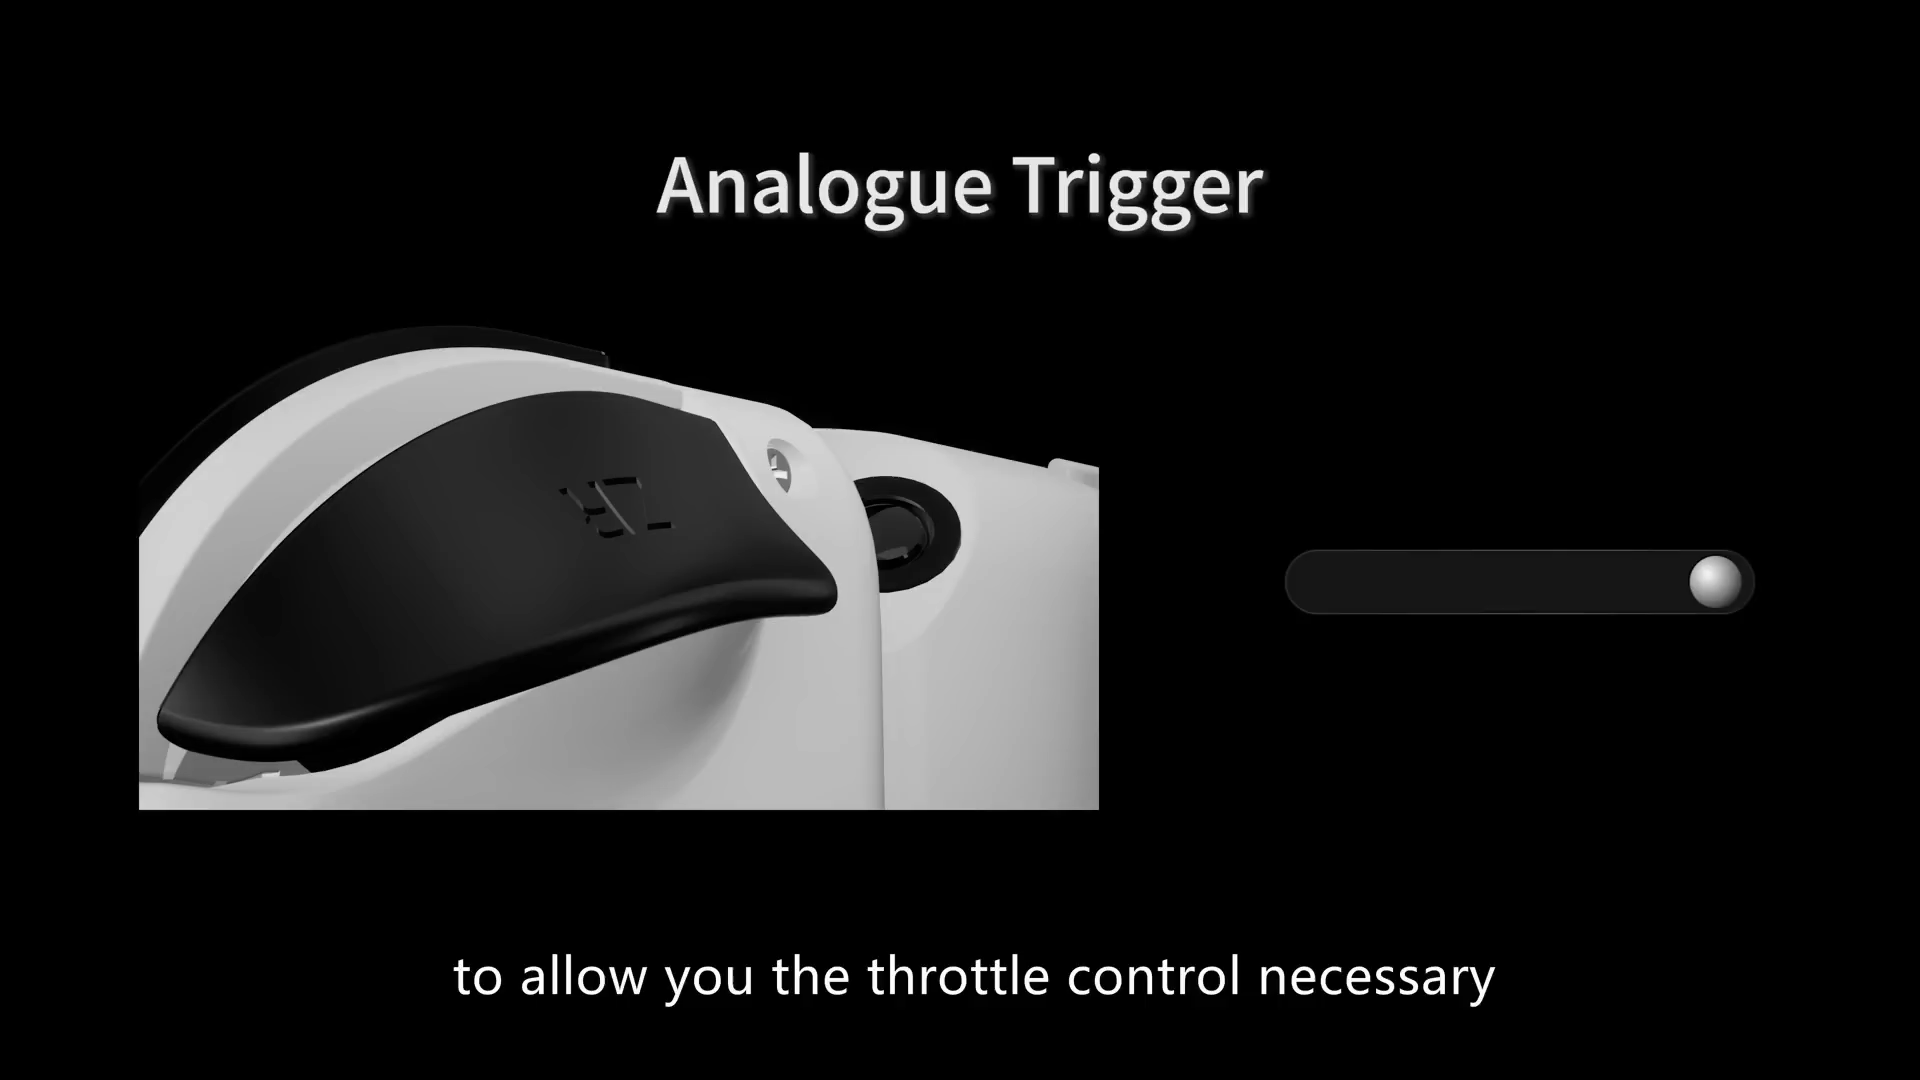 Analogue Trigger
to allow you the throttle control necessary